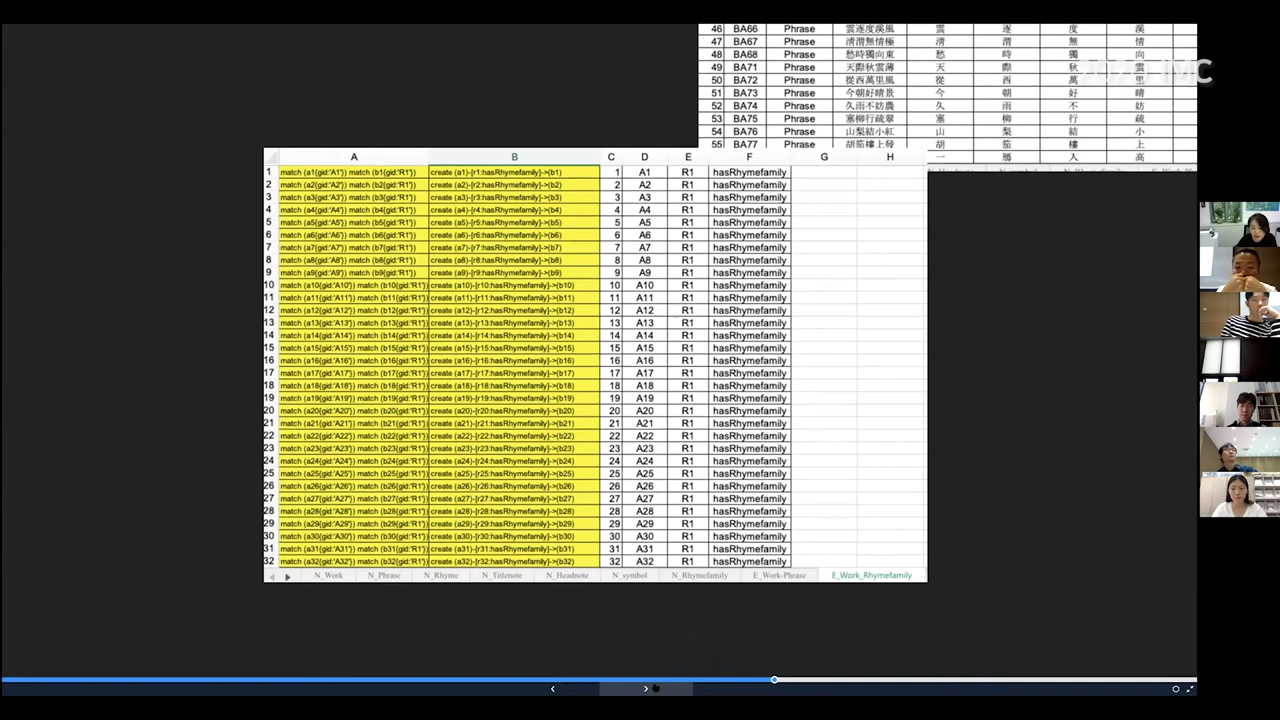 46 BA66 Phrase 雲逐度溪風 雲 逐 度 溪
47 BA67 Phrase 清渭無情極 清 渭 無 情
48 BA68 Phrase 愁時獨向東 愁 時 獨 向
49 BA71 Phrase 天際秋雲薄 天 際 秋 雲
50 BA72 Phrase 從西萬里風 從 西 萬 里
51 BA73 Phrase 今朝好晴景 今 朝 好 晴
52 BA74 Phrase 久雨不妨農 久 雨 不 妨
53 BA75 Phrase 塞柳行疏翠 塞 柳 行 疏
54 BA76 Phrase 山梨結小紅 山 梨 結 小
55 BA77 Phrase 胡笳樓上發 胡 笳 樓 上
一 鴈 入 高
A B C D E F G H
1 match (a1{gid:'A1'}) match (b1{gid:'R1'}) create (a1)-[r1:hasRhymefamily]->(b1) 1 A1 R1 hasRhymefamily
2 match (a2{gid:'A2'}) match (b2{gid:'R1'}) create (a2)-[r2:hasRhymefamily]->(b2) 2 A2 R1 hasRhymefamily
3 match (a3{gid:'A3'}) match (b3{gid:'R1'}) create (a3)-[r3:hasRhymefamily]->(b3) 3 A3 R1 hasRhymefamily
4 match (a4{gid:'A4'}) match (b4{gid:'R1'}) create (a4)-[r4:hasRhymefamily]->(b4) 4 A4 R1 hasRhymefamily
5 match (a5{gid:'A5'}) match (b5{gid:'R1'}) create (a5)-[r5:hasRhymefamily]->(b5) 5 A5 R1 hasRhymefamily
6 match (a6{gid:'A6'}) match (b6{gid:'R1'}) create (a6)-[r6:hasRhymefamily]->(b6) 6 A6 R1 hasRhymefamily
7 match (a7{gid:'A7'}) match (b7{gid:'R1'}) create (a7)-[r7:hasRhymefamily]->(b7) 7 A7 R1 hasRhymefamily
8 match (a8{gid:'A8'}) match (b8{gid:'R1'}) create (a8)-[r8:hasRhymefamily]->(b8) 8 A8 R1 hasRhymefamily
9 match (a9{gid:'A9'}) match (b9{gid:'R1'}) create (a9)-[r9:hasRhymefamily]->(b9) 9 A9 R1 hasRhymefamily
10 match (a10{gid:'A10'}) match (b10{gid:'R1'}) create (a10)-[r10:hasRhymefamily]->(b10) 10 A10 R1 hasRhymefamily
11 match (a11{gid:'A11'}) match (b11{gid:'R1'}) create (a11)-[r11:hasRhymefamily]->(b11) 11 A11 R1 hasRhymefamily
12 match (a12{gid:'A12'}) match (b12{gid:'R1'}) create (a12)-[r12:hasRhymefamily]->(b12) 12 A12 R1 hasRhymefamily
13 match (a13{gid:'A13'}) match (b13{gid:'R1'}) create (a13)-[r13:hasRhymefamily]->(b13) 13 A13 R1 hasRhymefamily
14 match (a14{gid:'A14'}) match (b14{gid:'R1'}) create (a14)-[r14:hasRhymefamily]->(b14) 14 A14 R1 hasRhymefamily
15 match (a15{gid:'A15'}) match (b15{gid:'R1'}) create (a15)-[r15:hasRhymefamily]->(b15) 15 A15 R1 hasRhymefamily
16 match (a16{gid:'A16'}) match (b16{gid:'R1'}) create (a16)-[r16:hasRhymefamily]->(b16) 16 A16 R1 hasRhymefamily
17 match (a17{gid:'A17'}) match (b17{gid:'R1'}) create (a17)-[r17:hasRhymefamily]->(b17) 17 A17 R1 hasRhymefamily
18 match (a18{gid:'A18'}) match (b18{gid:'R1'}) create (a18)-[r18:hasRhymefamily]->(b18) 18 A18 R1 hasRhymefamily
19 match (a19{gid:'A19'}) match (b19{gid:'R1'}) create (a19)-[r19:hasRhymefamily]->(b19) 19 A19 R1 hasRhymefamily
20 match (a20{gid:'A20'}) match (b20{gid:'R1'}) create (a20)-[r20:hasRhymefamily]->(b20) 20 A20 R1 hasRhymefamily
21 match (a21{gid:'A21'}) match (b21{gid:'R1'}) create (a21)-[r21:hasRhymefamily]->(b21) 21 A21 R1 hasRhymefamily
22 match (a22{gid:'A22'}) match (b22{gid:'R1'}) create (a22)-[r22:hasRhymefamily]->(b22) 22 A22 R1 hasRhymefamily
23 match (a23{gid:'A23'}) match (b23{gid:'R1'}) create (a23)-[r23:hasRhymefamily]->(b23) 23 A23 R1 hasRhymefamily
24 match (a24{gid:'A24'}) match (b24{gid:'R1'}) create (a24)-[r24:hasRhymefamily]->(b24) 24 A24 R1 hasRhymefamily
25 match (a25{gid:'A25'}) match (b25{gid:'R1'}) create (a25)-[r25:hasRhymefamily]->(b25) 25 A25 R1 hasRhymefamily
26 match (a26{gid:'A26'}) match (b26{gid:'R1'}) create (a26)-[r26:hasRhymefamily]->(b26) 26 A26 R1 hasRhymefamily
27 match (a27{gid:'A27'}) match (b27{gid:'R1'}) create (a27)-[r27:hasRhymefamily]->(b27) 27 A27 R1 hasRhymefamily
28 match (a28{gid:'A28'}) match (b28{gid:'R1'}) create (a28)-[r28:hasRhymefamily]->(b28) 28 A28 R1 hasRhymefamily
29 match (a29{gid:'A29'}) match (b29{gid:'R1'}) create (a29)-[r29:hasRhymefamily]->(b29) 29 A29 R1 hasRhymefamily
30 match (a30{gid:'A30'}) match (b30{gid:'R1'}) create (a30)-[r30:hasRhymefamily]->(b30) 30 A30 R1 hasRhymefamily
31 match (a31{gid:'A31'}) match (b31{gid:'R1'}) create (a31)-[r31:hasRhymefamily]->(b31) 31 A31 R1 hasRhymefamily
32 match (a32{gid:'A32'}) match (b32{gid:'R1'}) create (a32)-[r32:hasRhymefamily]->(b32) 32 A32 R1 hasRhymefamily
N_Work N_Phrase N_Rhyme N_Titlenote N_Headnote N_symbol N_Rhymefamily E_Work-Phrase E_Work_Rhymefamily